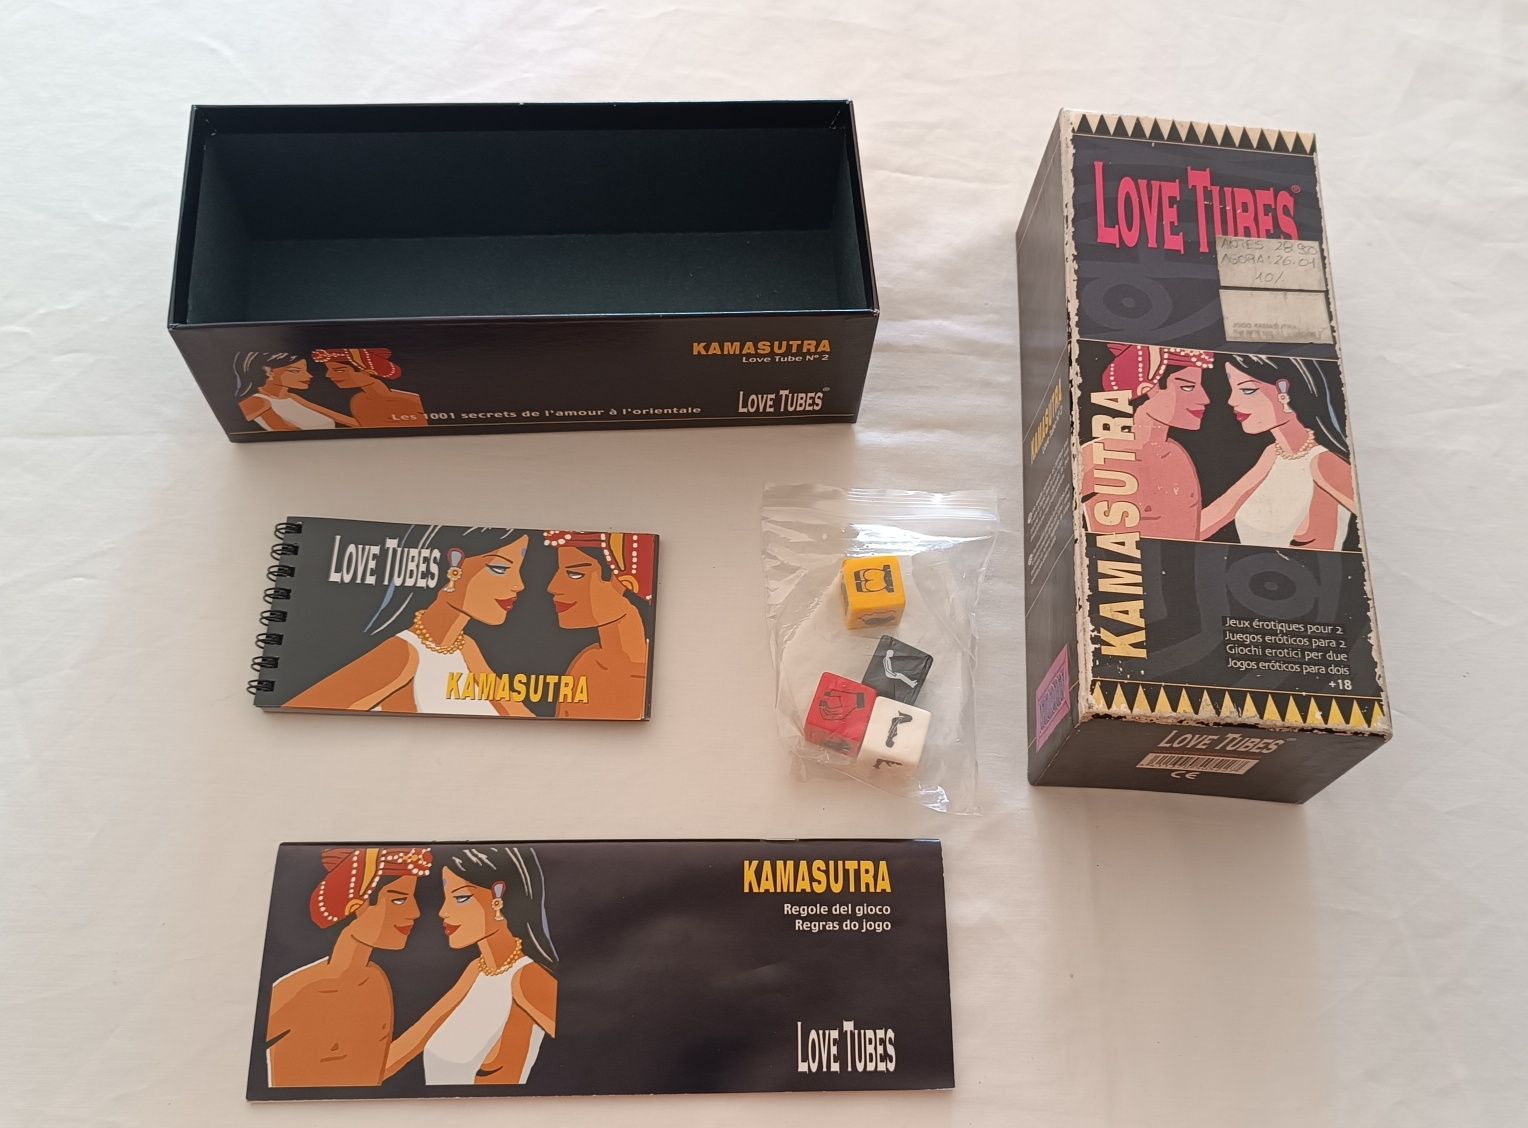 KAMASUTRA
Love Tube Nº 2
Les 1001 secrets de l'amour à l'orientale
LOVE TUBES®
LOVE TUBES®
ANTES: 28.90
AGORA: 26.01
10%
KAMASUTRA
KAMASUTRA
Jeux érotiques pour 2
Juegos eróticos para 2
Giochi erotici per due
Jogos eróticos para dois
+18
LOVE TUBES
CE
LOVE TUBES
KAMASUTRA
KAMASUTRA
Regole del gioco
Regras do jogo
LOVE TUBES